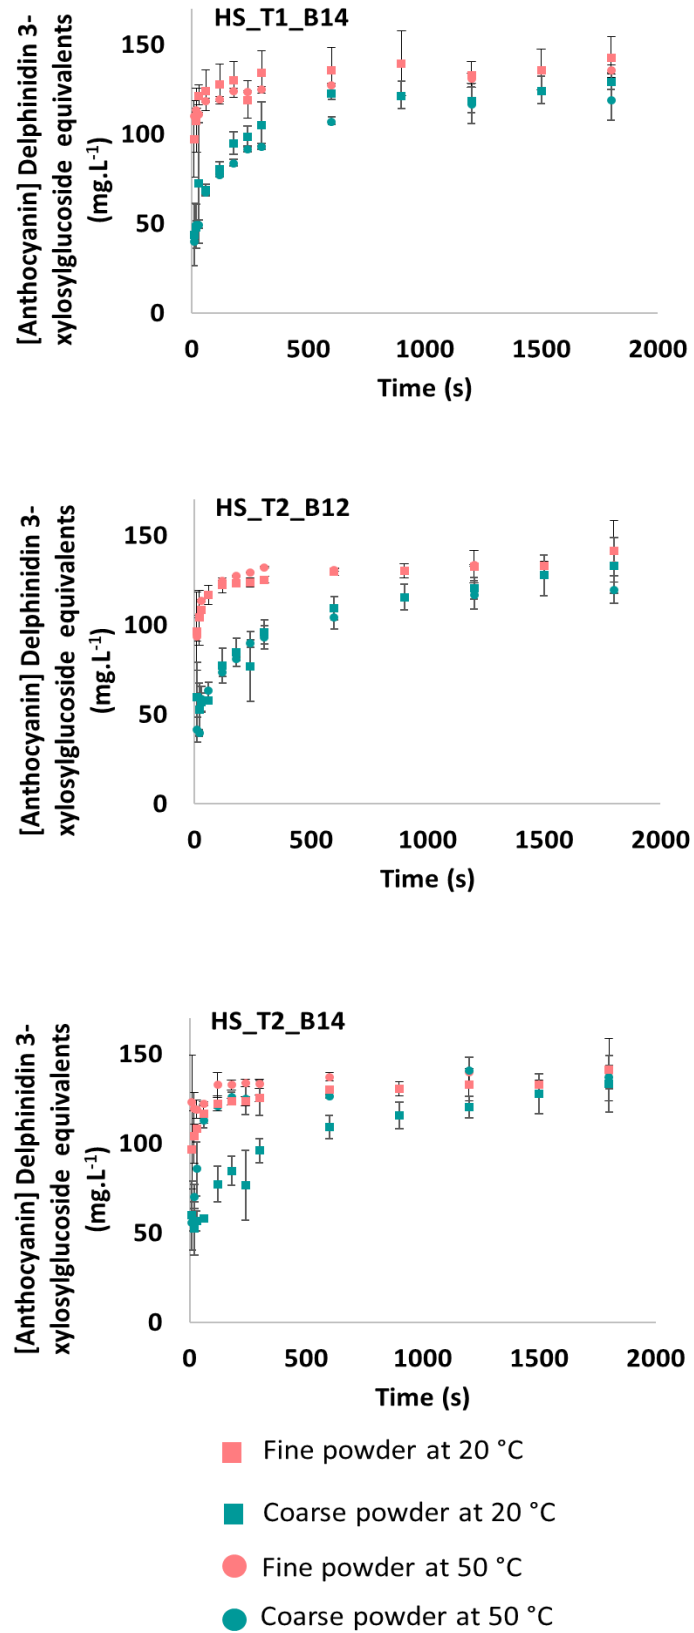 HS_T1_B14
[Anthocyanin] Delphinidin 3-
xylosylglucoside equivalents
(mg.L-1)
150
100
50
0
0 500 1000 1500 2000
Time (s)
HS_T2_B12
[Anthocyanin] Delphinidin 3-
xylosylglucoside equivalents
(mg.L-1)
150
100
50
0
0 500 1000 1500 2000
Time (s)
HS_T2_B14
[Anthocyanin] Delphinidin 3-
xylosylglucoside equivalents
(mg.L-1)
150
100
50
0
0 500 1000 1500 2000
Time (s)
Fine powder at 20 °C
Coarse powder at 20 °C
Fine powder at 50 °C
Coarse powder at 50 °C